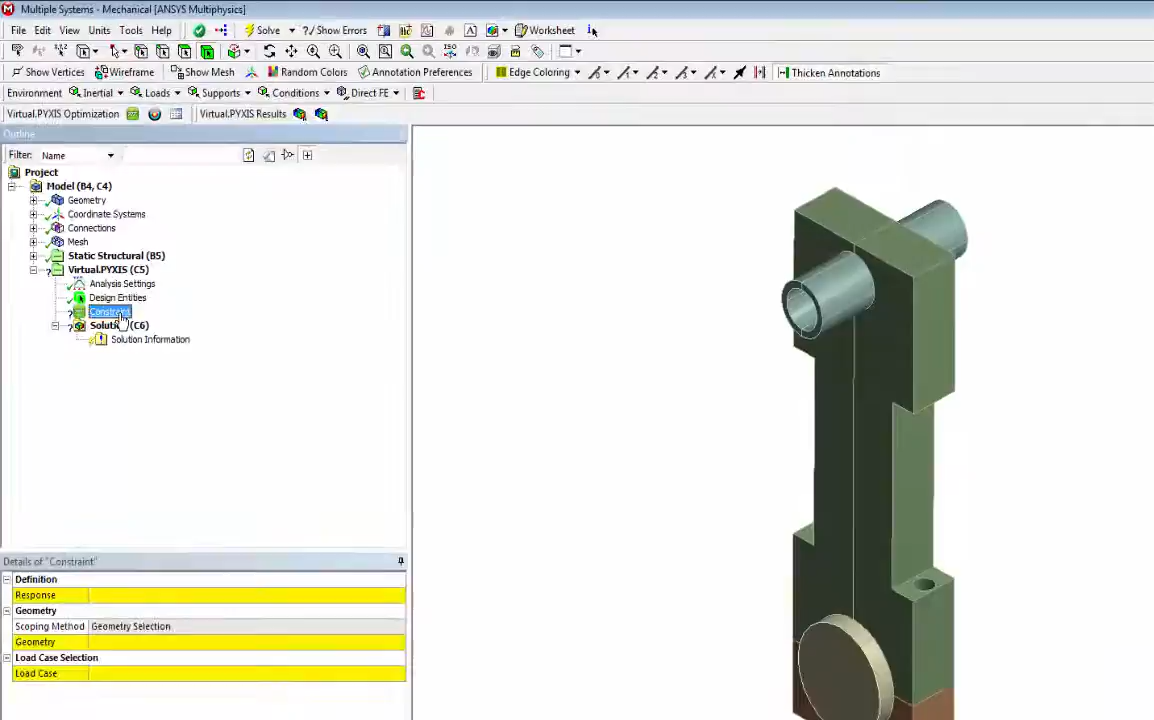 Multiple Systems - Mechanical [ANSYS Multiphysics]
File Edit View Units Tools Help Solve ?/Show Errors Worksheet
Show Vertices Wireframe Show Mesh Random Colors Annotation Preferences Edge Coloring Thicken Annotations
Environment Inertial Loads Supports Conditions Direct FE
Virtual.PYXIS Optimization Virtual.PYXIS Results
Outline
Filter: Name
Project
Model (B4, C4)
Geometry
Coordinate Systems
Connections
Mesh
Static Structural (B5)
Virtual.PYXIS (C5)
Analysis Settings
Design Entities
Constraint
(C6)
Solution Information
Details of "Constraint"
Definition
Response
Geometry
Scoping Method Geometry Selection
Geometry
Load Case Selection
Load Case